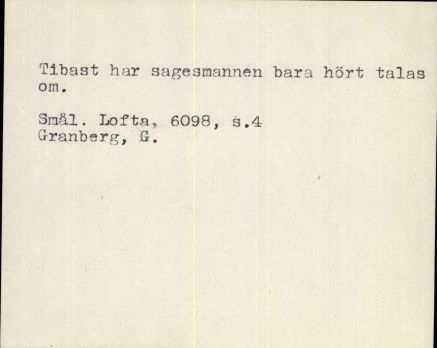 Tibast har sagesmannen bara hört talas
om.
Smål. Lofta, 6098, s.4
Granberg, G.